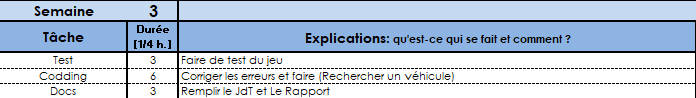 Semaine 3
Tâche Durée [1/4 h.] Explications: qu'est-ce qui se fait et comment ?
Test 3 Faire de test du jeu
Codding 6 Corriger les erreurs et faire (Rechercher un véhicule)
Docs 3 Remplir le JdT et Le Rapport